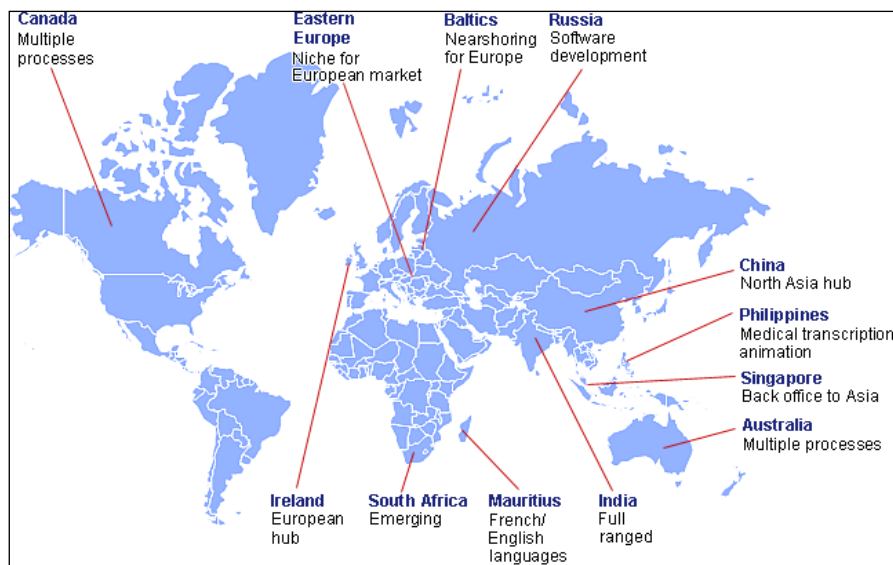 Canada
Multiple
processes
Eastern
Europe
Niche for
European market
Baltics
Nearshoring
for Europe
Russia
Software
development
China
North Asia hub
Philippines
Medical transcription
animation
Singapore
Back office to Asia
Australia
Multiple processes
Ireland
European
hub
South Africa
Emerging
Mauritius
French/
English
languages
India
Full
ranged